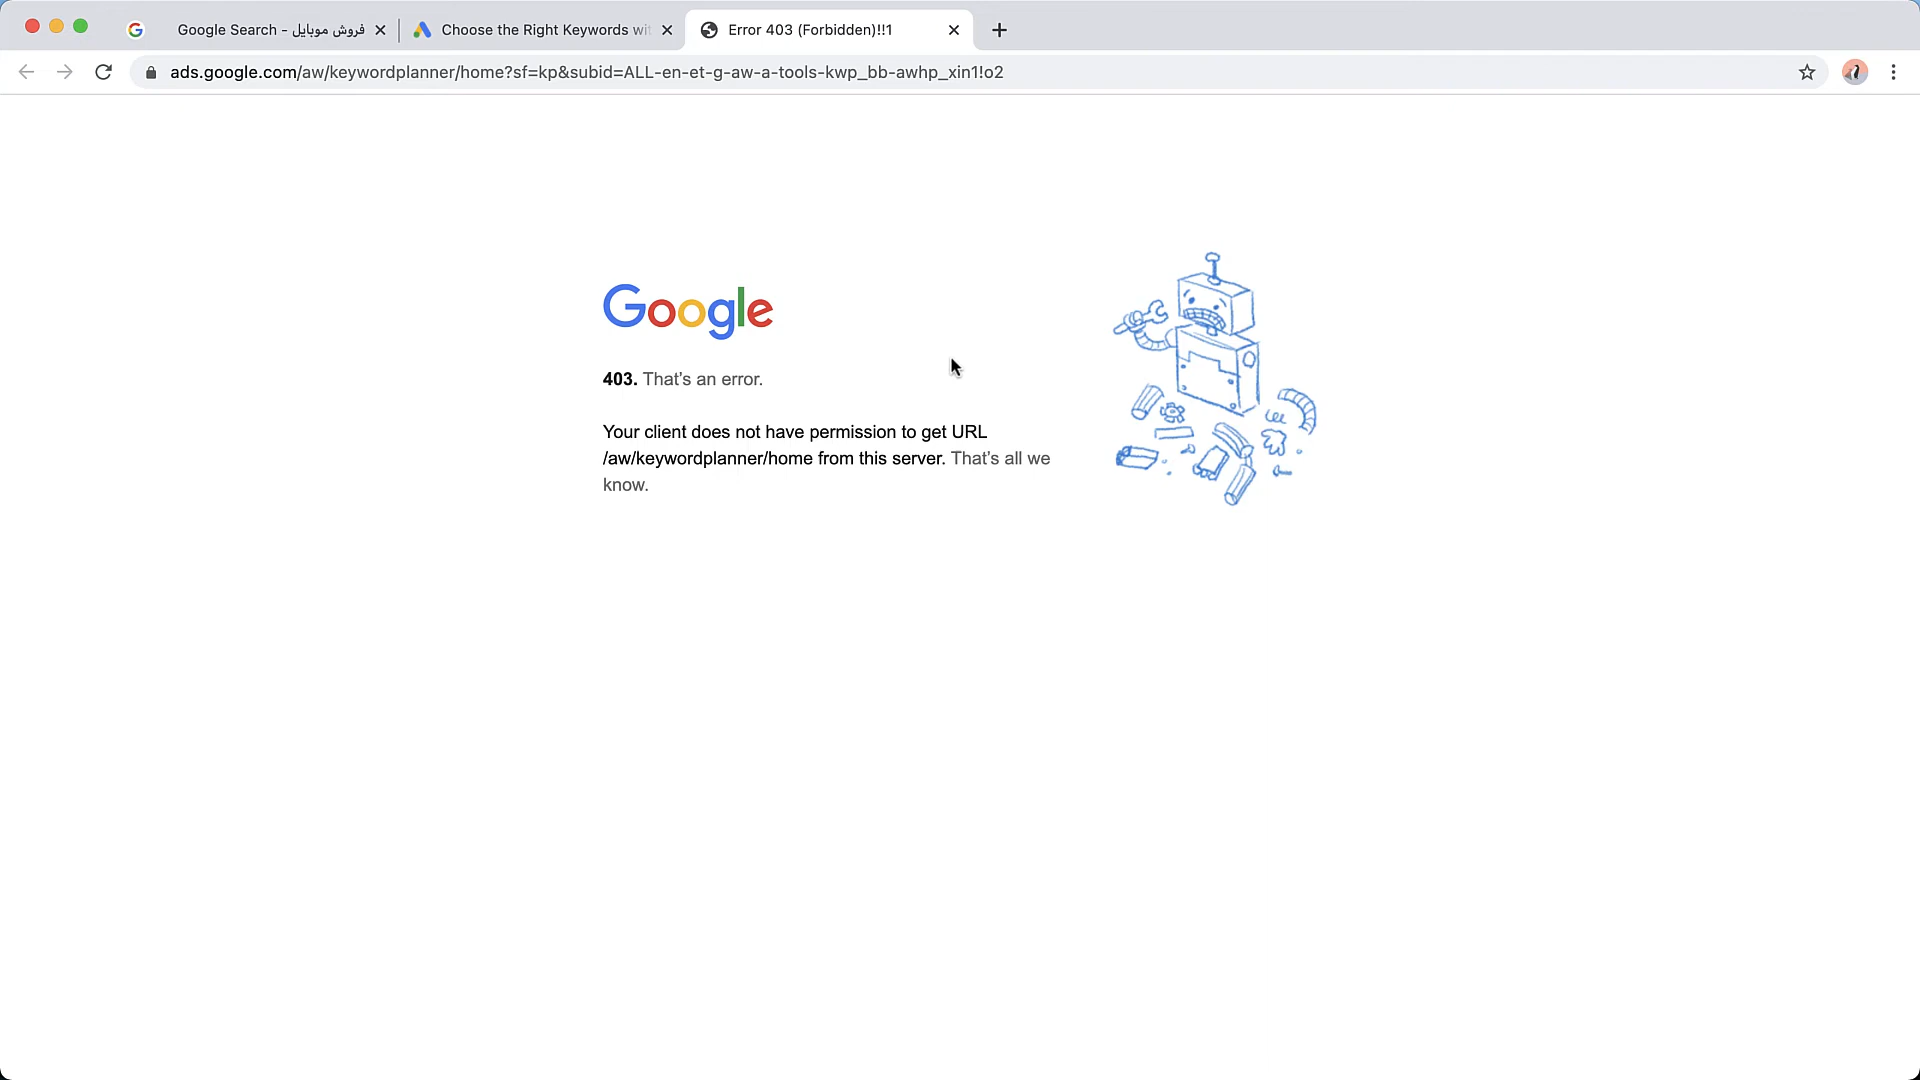 Google Search - فروش موبایل
Choose the Right Keywords wit
Error 403 (Forbidden)!!1
ads.google.com/aw/keywordplanner/home?sf=kp&subid=ALL-en-et-g-aw-a-tools-kwp_bb-awhp_xin1!o2
Google
403. That's an error.
Your client does not have permission to get URL
/aw/keywordplanner/home from this server. That's all we
know.